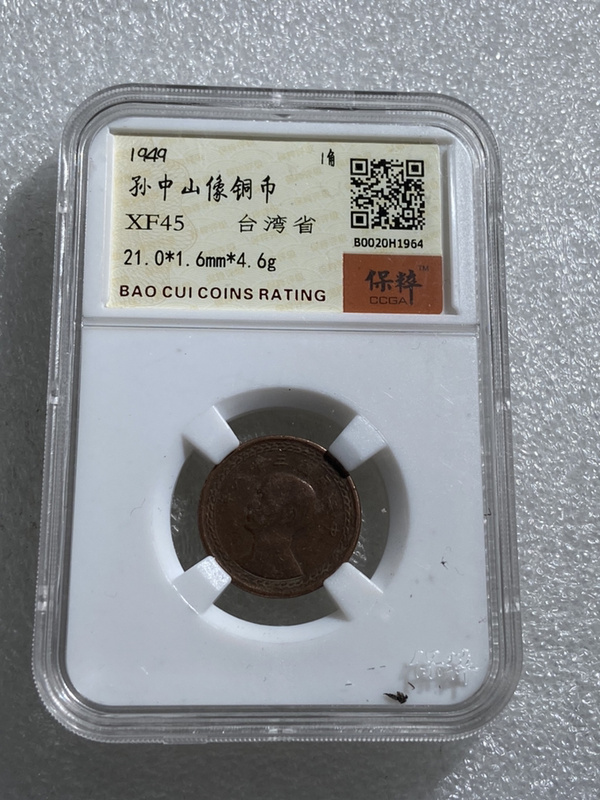 1949 1角
孙中山像铜币
XF45 台湾省
21.0*1.6mm*4.6g
BAO CUI COINS RATING
B0020H1964
保粹
CCGA